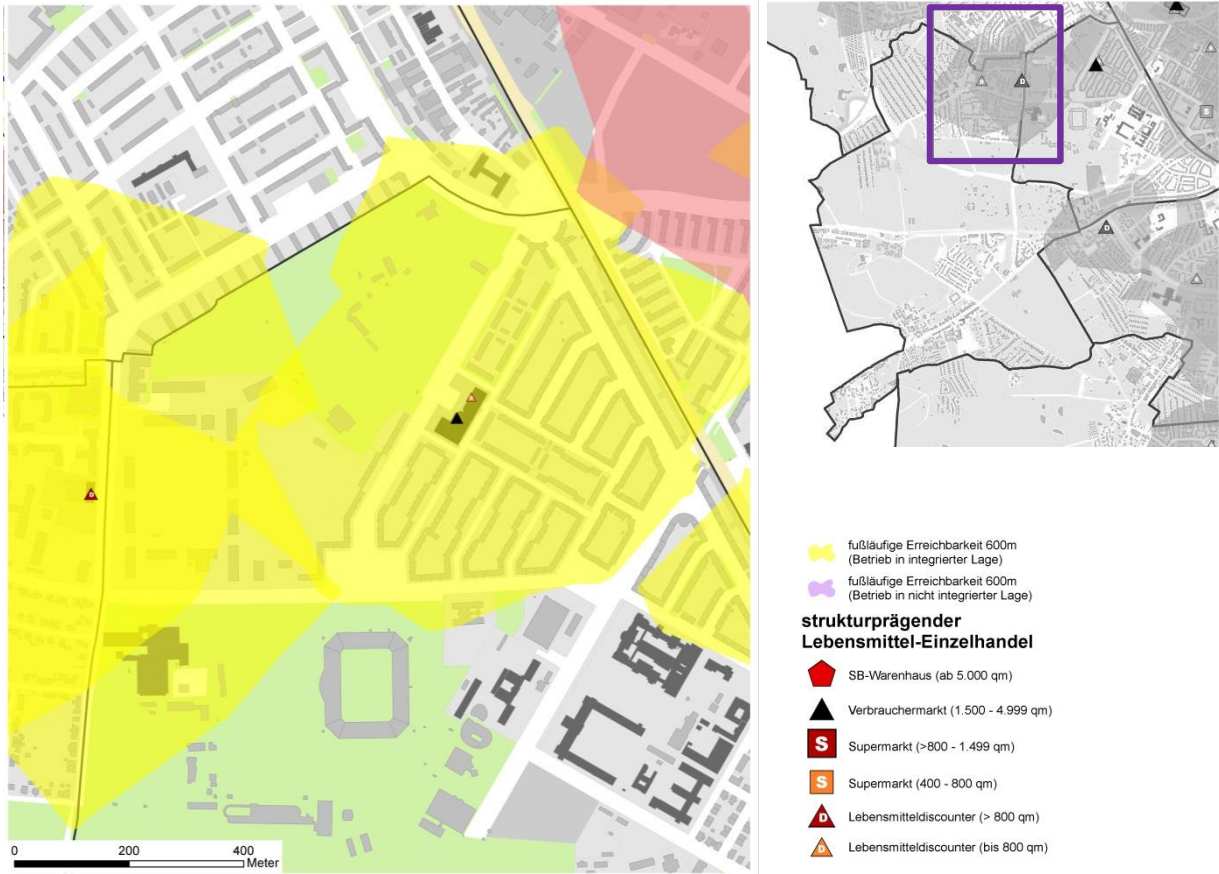 D
0 200 400
Meter
D
S
D
fußläufige Erreichbarkeit 600m
(Betrieb in integrierter Lage)
fußläufige Erreichbarkeit 600m
(Betrieb in nicht integrierter Lage)
strukturprägender
Lebensmittel-Einzelhandel
SB-Warenhaus (ab 5.000 qm)
Verbrauchermarkt (1.500 - 4.999 qm)
S Supermarkt (>800 - 1.499 qm)
S Supermarkt (400 - 800 qm)
D Lebensmitteldiscounter (> 800 qm)
D Lebensmitteldiscounter (bis 800 qm)